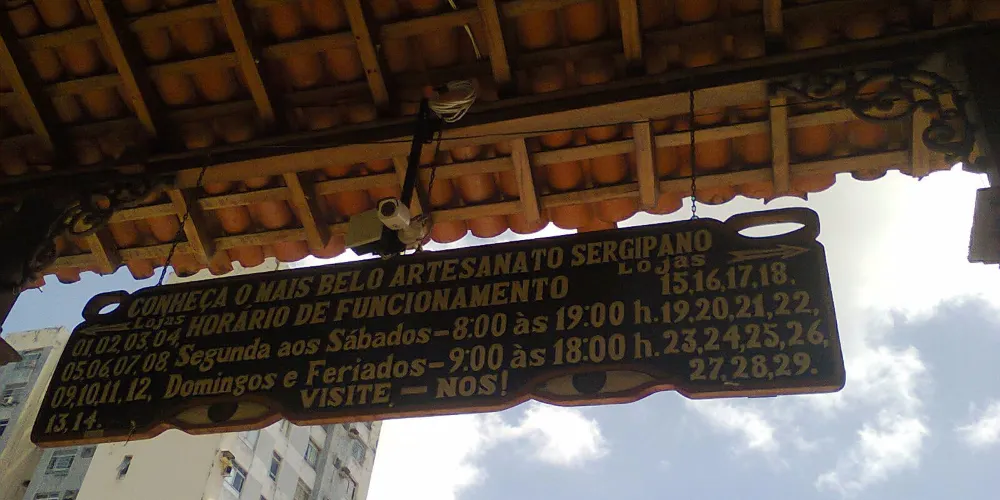 CONHEÇA O MAIS BELO ARTESANATO SERGIPANO
HORÁRIO DE FUNCIONAMENTO
Segunda aos Sábados - 8:00 às 19:00 h.
Domingos e Feriados - 9:00 às 18:00 h.
VISITE - NOS!
Lojas
01,02,03,04,
05,06,07,08,
09,10,11,12,
13,14.
Lojas
15,16,17,18.
19,20,21,22,
23,24,25,26,
27,28,29.